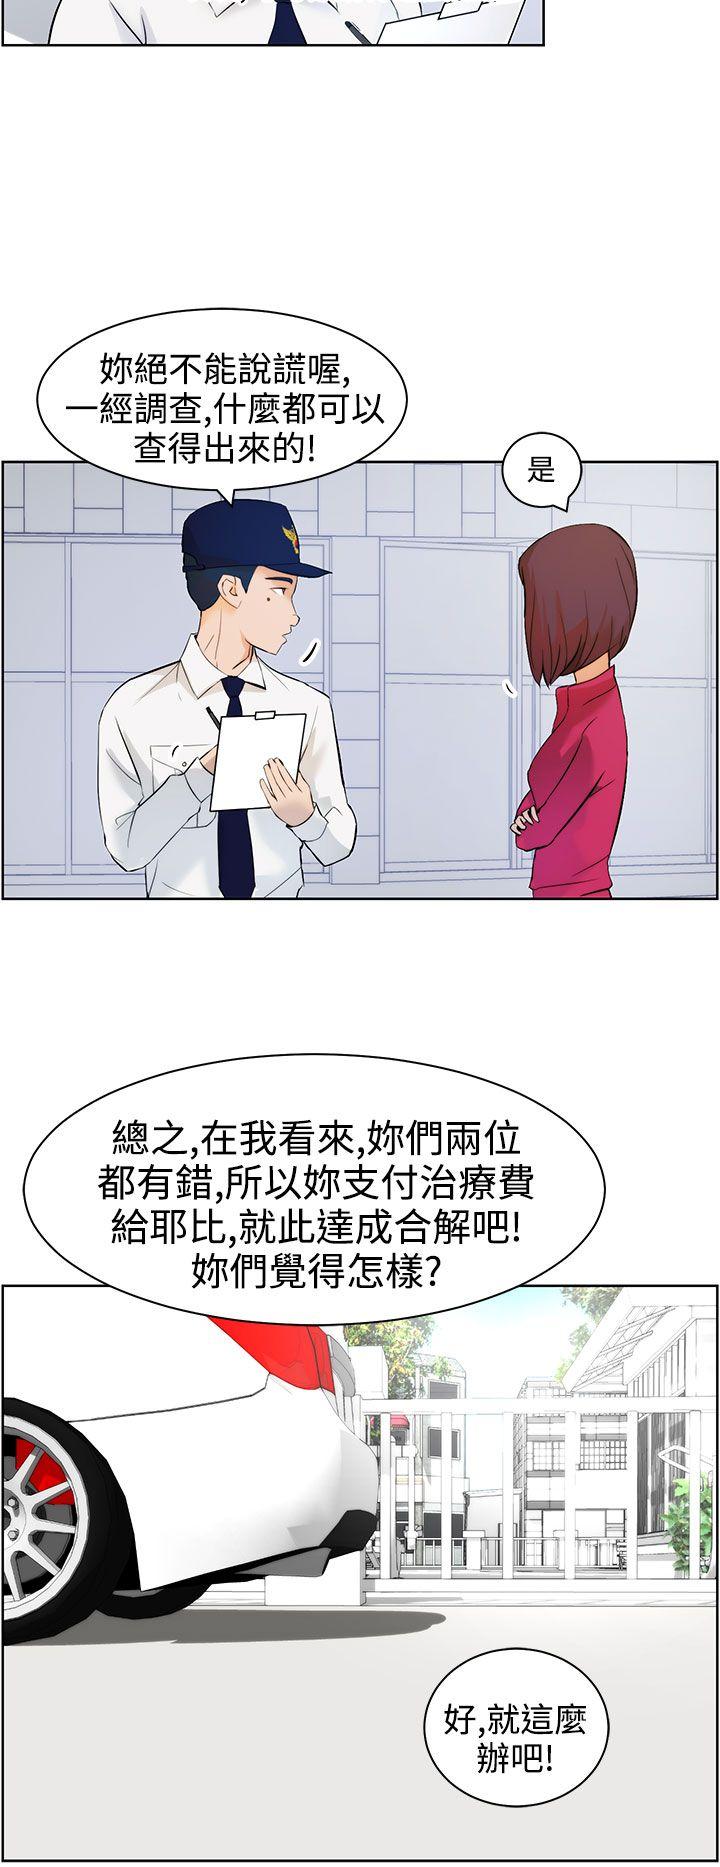 妳絕不能說謊喔,
一經調查,什麼都可以
查得出來的!
是
總之,在我看來,妳們兩位
都有錯,所以妳支付治療費
給耶比,就此達成合解吧!
妳們覺得怎樣?
好,就這麼
辦吧!